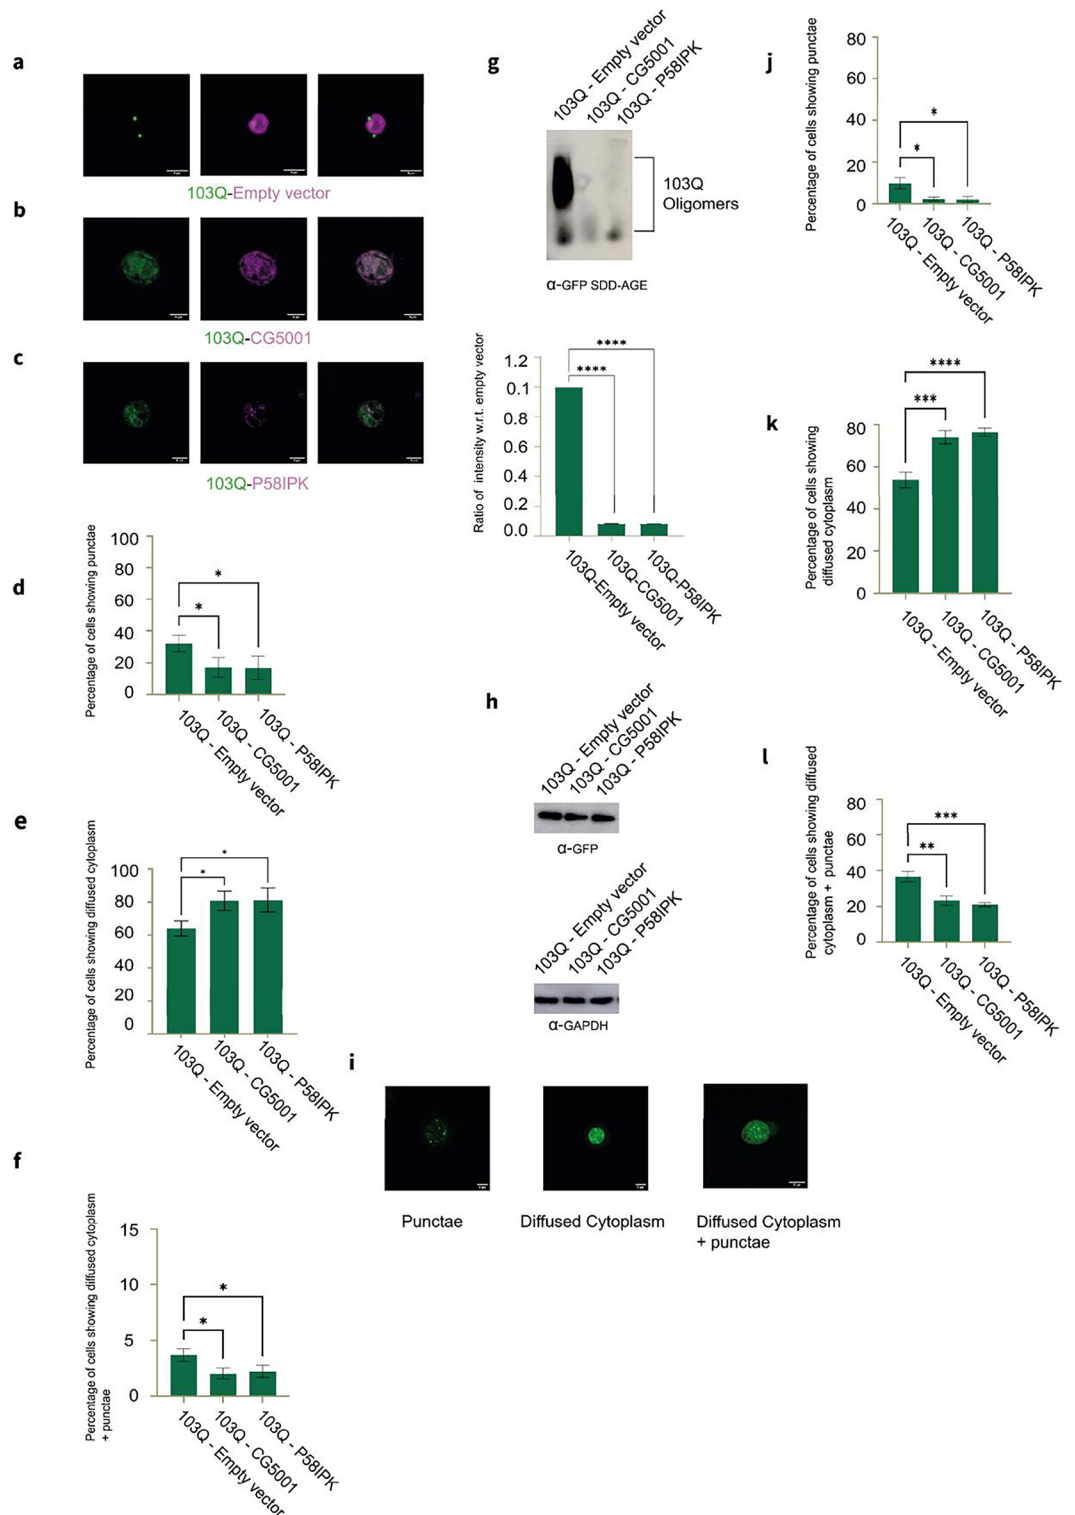 a
103Q-Empty vector
b
103Q-CG5001
c
103Q-P58IPK
d
Percentage of cells showing punctae
100
80
60
40
20
0
*
*
103Q - Empty vector
103Q - CG5001
103Q - P58IPK
e
Percentage of cells showing diffused cytoplasm
100
80
60
40
20
0
*
*
103Q - Empty vector
103Q - CG5001
103Q - P58IPK
f
Percentage of cells showing diffused cytoplasm
+ punctae
15
10
5
0
*
*
103Q - Empty vector
103Q - CG5001
103Q - P58IPK
g
103Q - Empty vector
103Q - CG5001
103Q - P58IPK
103Q
Oligomers
α-GFP SDD-AGE
Ratio of intensity w.r.t. empty vector
1.2
0.1
0.8
0.6
0.4
0.2
0.0
****
****
103Q-Empty vector
103Q-CG5001
103Q-P58IPK
h
103Q - Empty vector
103Q - CG5001
103Q - P58IPK
α-GFP
103Q - Empty vector
103Q - CG5001
103Q - P58IPK
α-GAPDH
i
Punctae
Diffused Cytoplasm
Diffused Cytoplasm
+ punctae
j
Percentage of cells showing punctae
80
60
40
20
0
*
*
103Q - Empty vector
103Q - CG5001
103Q - P58IPK
k
Percentage of cells showing
diffused cytoplasm
80
60
40
20
0
****
***
103Q - Empty vector
103Q - CG5001
103Q - P58IPK
l
Percentage of cells showing diffused
cytoplasm + punctae
80
60
40
20
0
***
**
103Q - Empty vector
103Q - CG5001
103Q - P58IPK